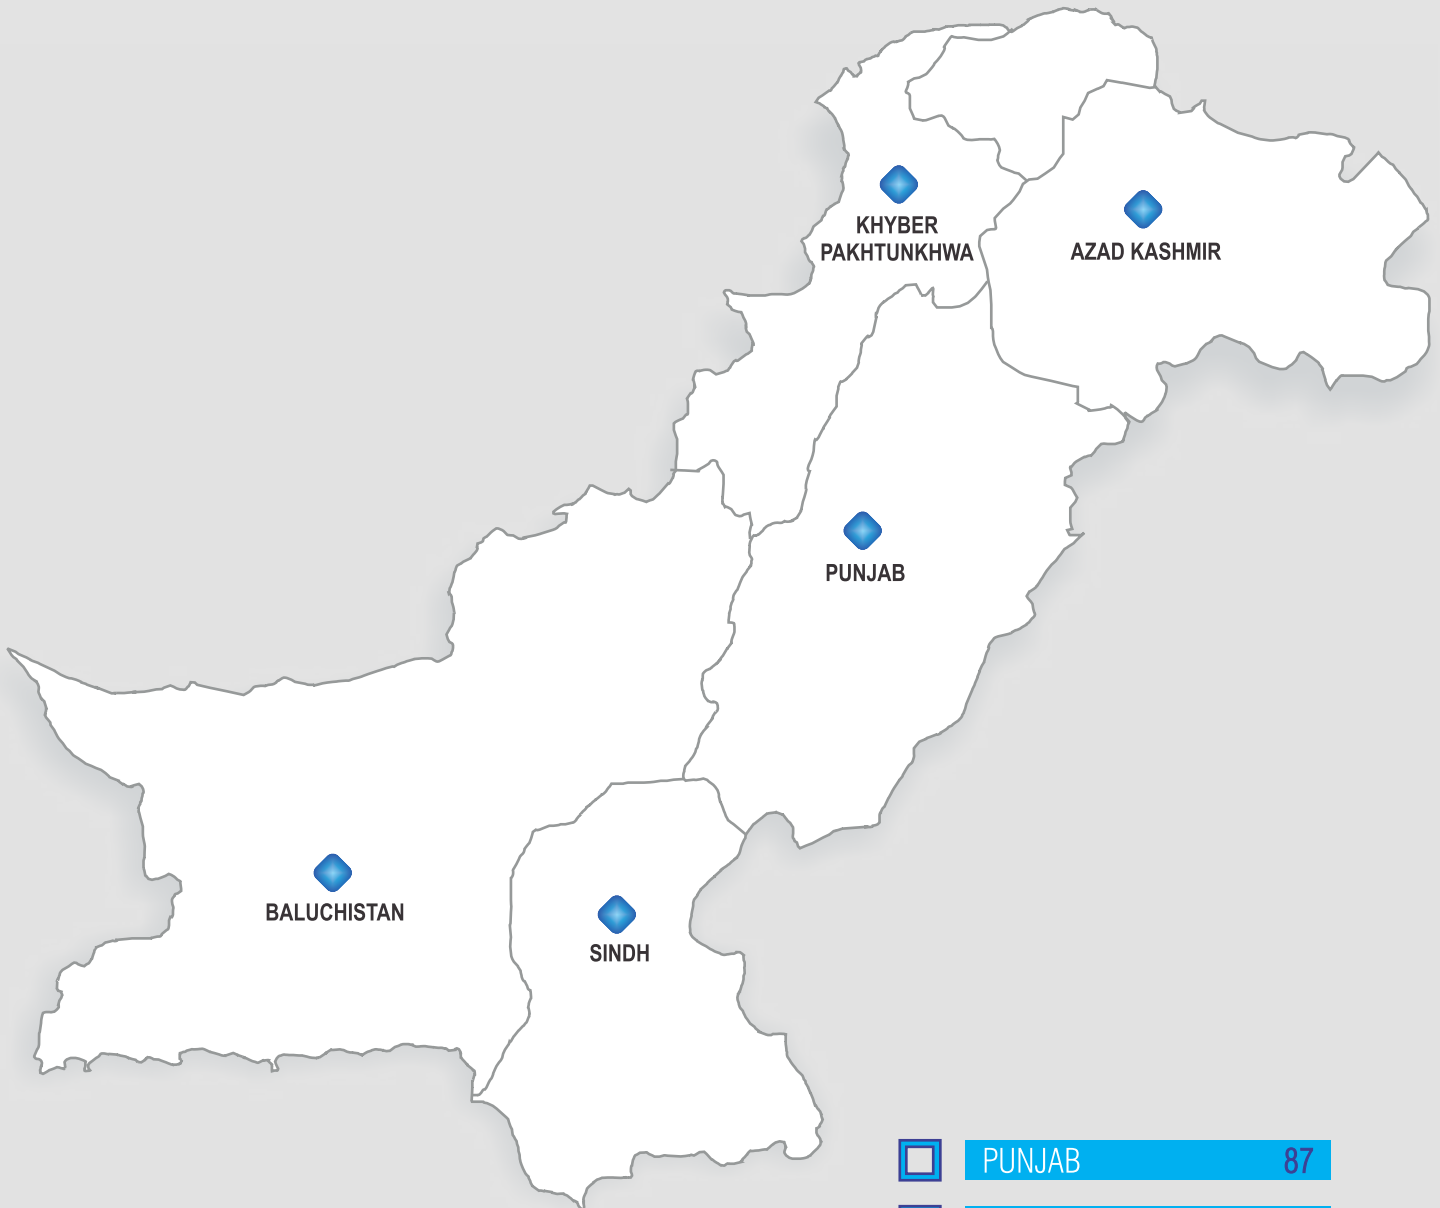 KHYBER
PAKHTUNKHWA
AZAD KASHMIR
PUNJAB
BALUCHISTAN
SINDH
PUNJAB 87